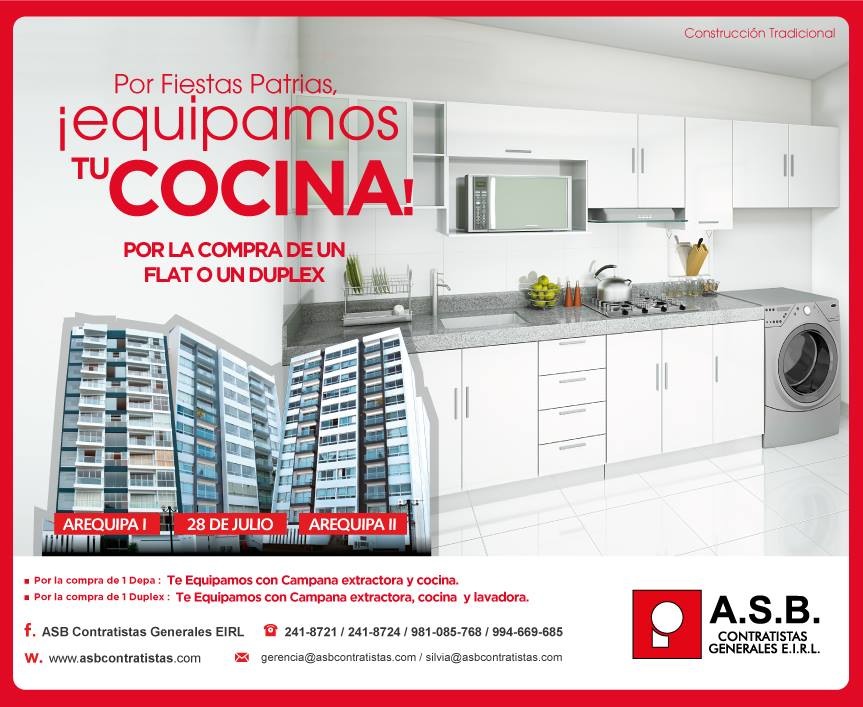 Construcción Tradicional
Por Fiestas Patrias,
¡equipamos
TU COCINA!
POR LA COMPRA DE UN
FLAT O UN DUPLEX
AREQUIPA I
28 DE JULIO
AREQUIPA II
Por la compra de 1 Depa : Te Equipamos con Campana extractora y cocina.
Por la compra de 1 Duplex : Te Equipamos con Campana extractora, cocina y lavadora.
f. ASB Contratistas Generales EIRL
241-8721 / 241-8724 / 981-085-768 / 994-669-685
w. www.asbcontratistas.com
gerencia@asbcontratistas.com / silvia@asbcontratistas.com
A.S.B.
CONTRATISTAS
GENERALES E.I.R.L.